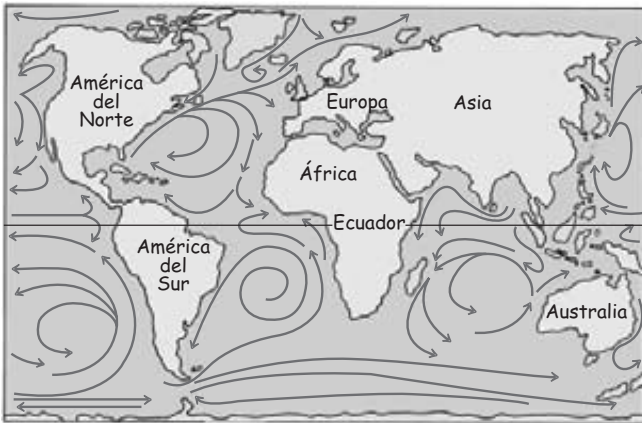 América
del
Norte
Europa
Asia
África
Ecuador
América
del
Sur
Australia